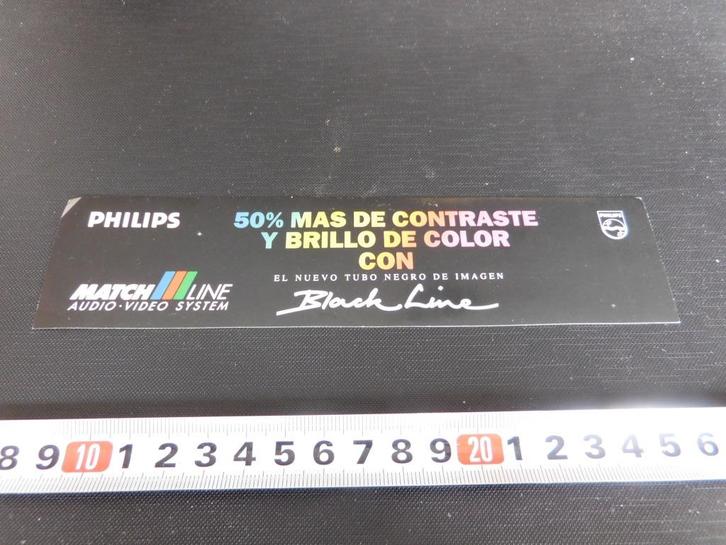 PHILIPS
50% MAS DE CONTRASTE
Y BRILLO DE COLOR
CON
EL NUEVO TUBO NEGRO DE IMAGEN
Black Line
MATCH LINE
AUDIO·VIDEO SYSTEM
PHILIPS
8 9 10 1 2 3 4 5 6 7 8 9 20 1 2 3 4 5 6